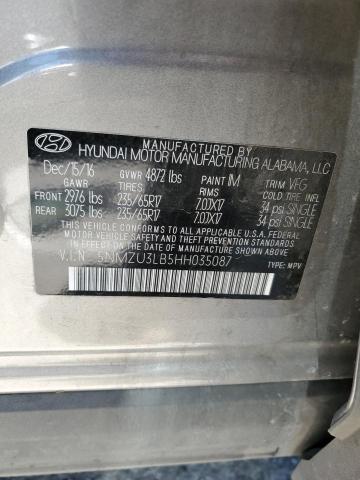 MANUFACTURED BY
HYUNDAI MOTOR MANUFACTURING ALABAMA, LLC
Dec/15/16 GVWR 4872 lbs PAINT IM TRIM VFG
GAWR TIRES RIMS COLD TIRE INFL
FRONT 2976 lbs 235/65R17 7.0JX17 34 psi SINGLE
REAR 3075 lbs 235/65R17 7.0JX17 34 psi SINGLE
THIS VEHICLE CONFORMS TO ALL APPLICABLE U.S.A FEDERAL
MOTOR VEHICLE SAFETY AND THEFT PREVENTION STANDARDS IN
EFFECT ON THE DATE OF MANUFACTURE SHOWN ABOVE.
V.I.N 5NMZU3LB5HH035087 TYPE MPV